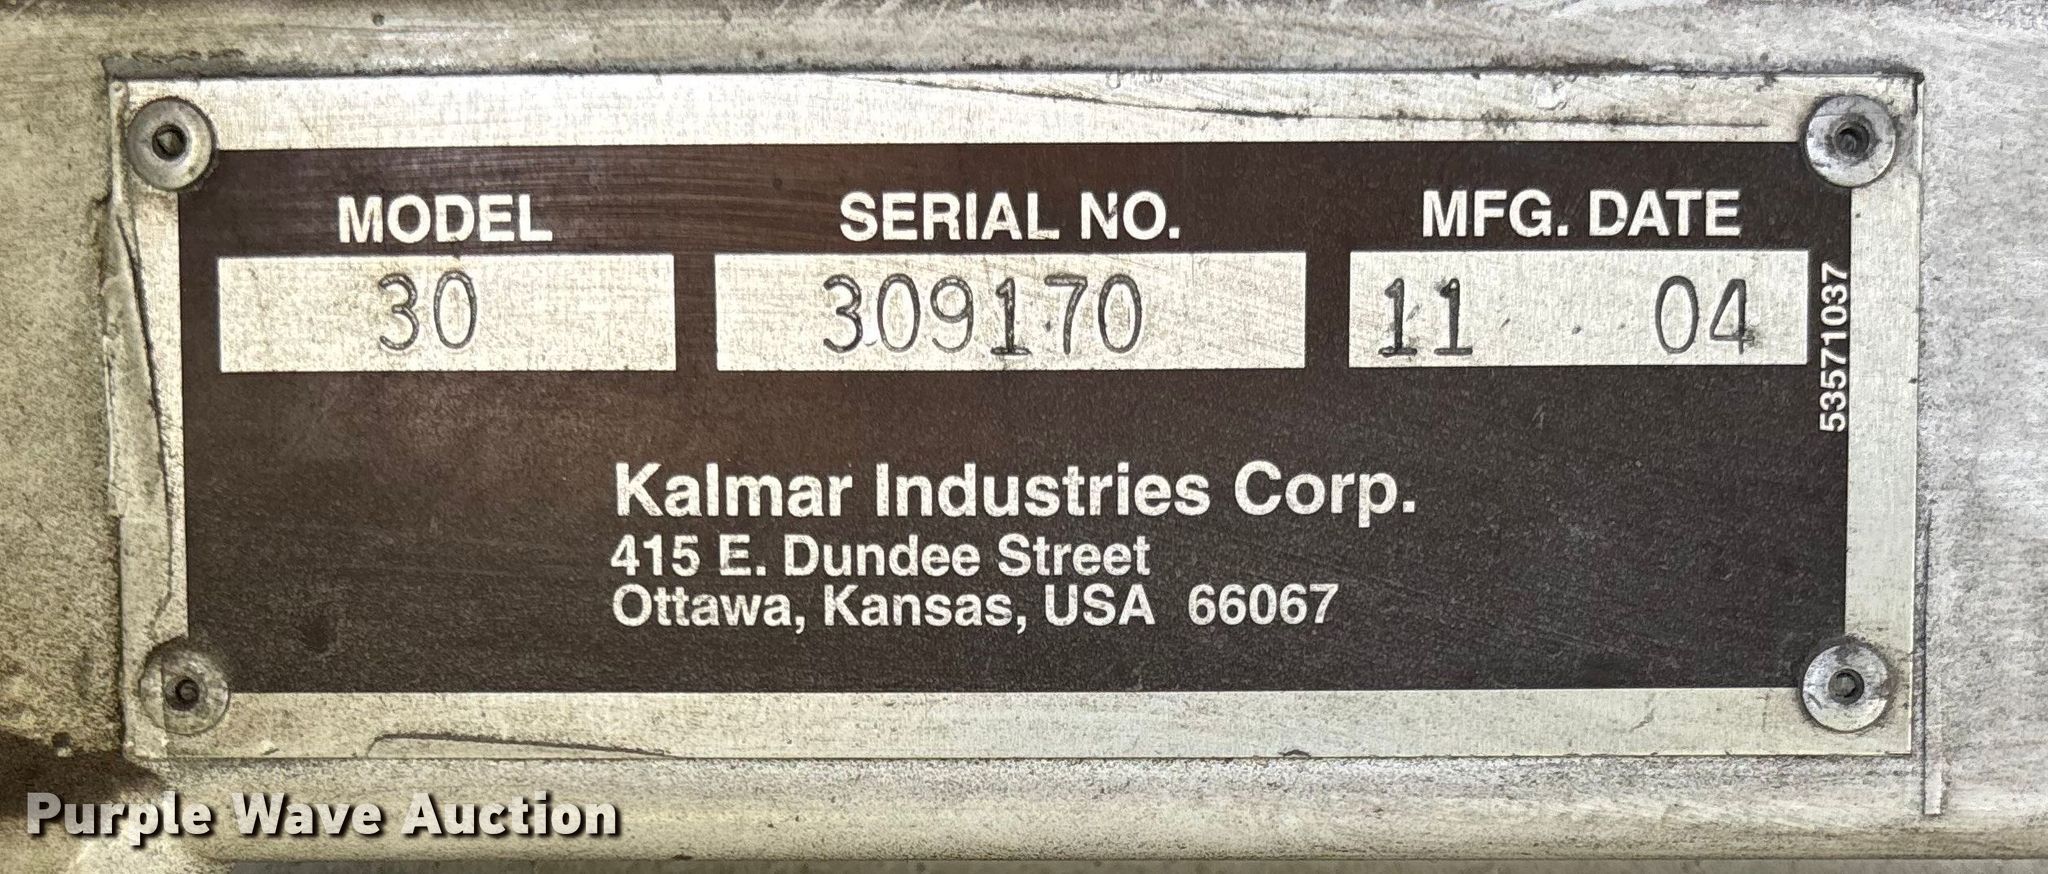 MODEL SERIAL NO. MFG. DATE
30 309170 11 04
53571037
Kalmar Industries Corp.
415 E. Dundee Street
Ottawa, Kansas, USA 66067
Purple Wave Auction